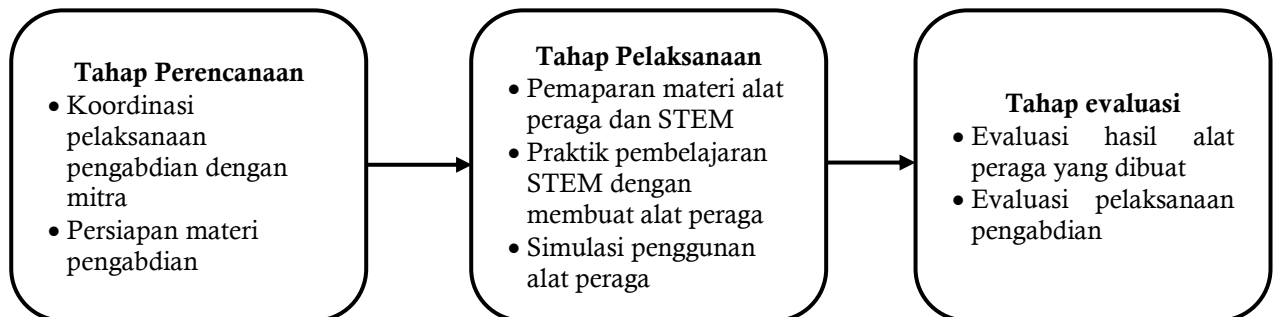 Tahap Perencanaan
• Koordinasi
pelaksanaan
pengabdian dengan
mitra
• Persiapan materi
pengabdian
Tahap Pelaksanaan
• Pemaparan materi alat
peraga dan STEM
• Praktik pembelajaran
STEM dengan
membuat alat peraga
• Simulasi penggunan
alat peraga
Tahap evaluasi
• Evaluasi hasil alat
peraga yang dibuat
• Evaluasi pelaksanaan
pengabdian